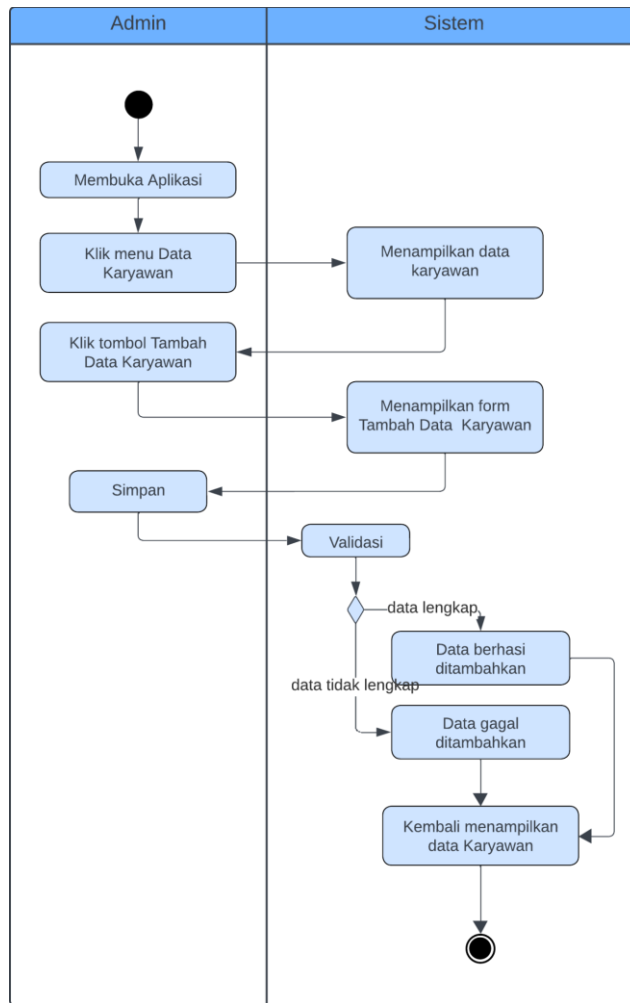 Admin
Sistem
Membuka Aplikasi
Klik menu Data
Karyawan
Menampilkan data
karyawan
Klik tombol Tambah
Data Karyawan
Menampilkan form
Tambah Data  Karyawan
Simpan
Validasi
data lengkap
Data berhasi
ditambahkan
data tidak lengkap
Data gagal
ditambahkan
Kembali menampilkan
data Karyawan